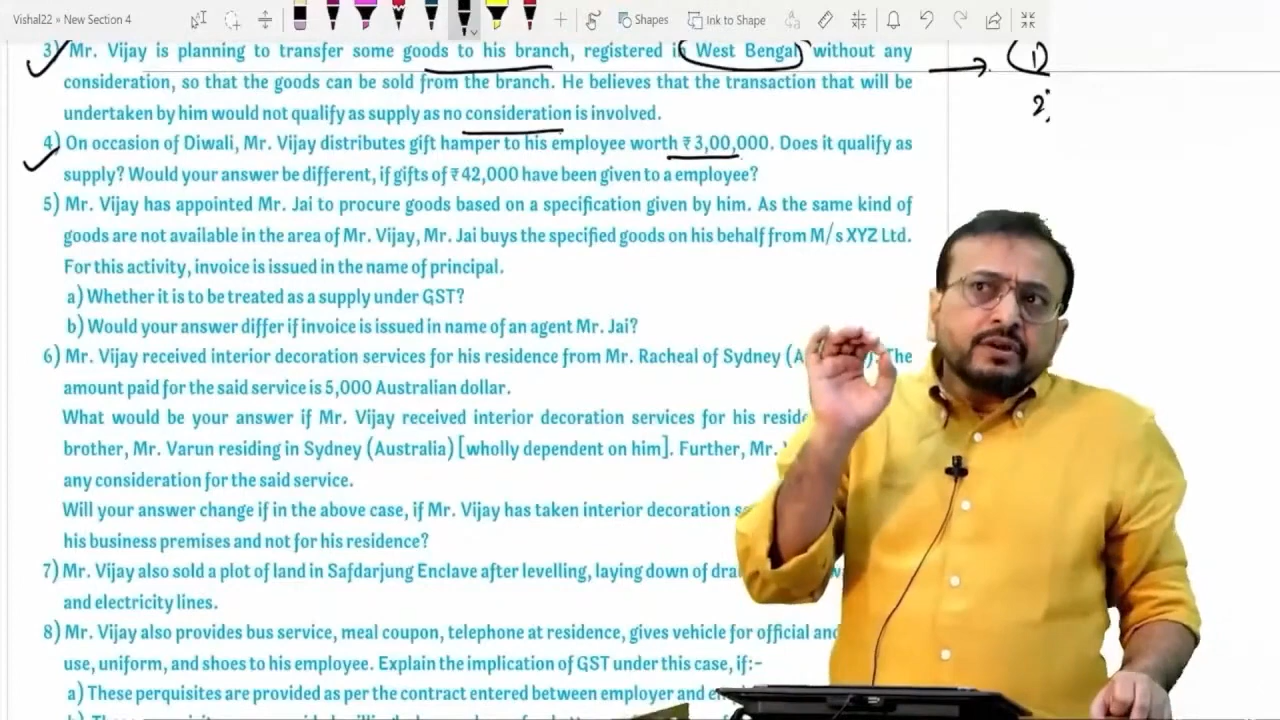 Vishal22 » New Section 4
Shapes
Ink to Shape
3) Mr. Vijay is planning to transfer some goods to his branch, registered in West Bengal without any
consideration, so that the goods can be sold from the branch. He believes that the transaction that will be
undertaken by him would not qualify as supply as no consideration is involved.
1)
2)
4) On occasion of Diwali, Mr. Vijay distributes gift hamper to his employee worth ₹ 3,00,000. Does it qualify as
supply? Would your answer be different, if gifts of ₹ 42,000 have been given to a employee?
5) Mr. Vijay has appointed Mr. Jai to procure goods based on a specification given by him. As the same kind of
goods are not available in the area of Mr. Vijay, Mr. Jai buys the specified goods on his behalf from M/s XYZ Ltd.
For this activity, invoice is issued in the name of principal.
a) Whether it is to be treated as a supply under GST?
b) Would your answer differ if invoice is issued in name of an agent Mr. Jai?
6) Mr. Vijay received interior decoration services for his residence from Mr. Racheal of Sydney (A ). The
amount paid for the said service is 5,000 Australian dollar.
What would be your answer if Mr. Vijay received interior decoration services for his
brother, Mr. Varun residing in Sydney (Australia) [wholly dependent on him]. Further, Mr.
any consideration for the said service.
Will your answer change if in the above case, if Mr. Vijay has taken interior decoration
his business premises and not for his residence?
7) Mr. Vijay also sold a plot of land in Safdarjung Enclave after levelling, laying down of
and electricity lines.
8) Mr. Vijay also provides bus service, meal coupon, telephone at residence, gives vehicle for official
use, uniform, and shoes to his employee. Explain the implication of GST under this case, if:-
a) These perquisites are provided as per the contract entered between employer and